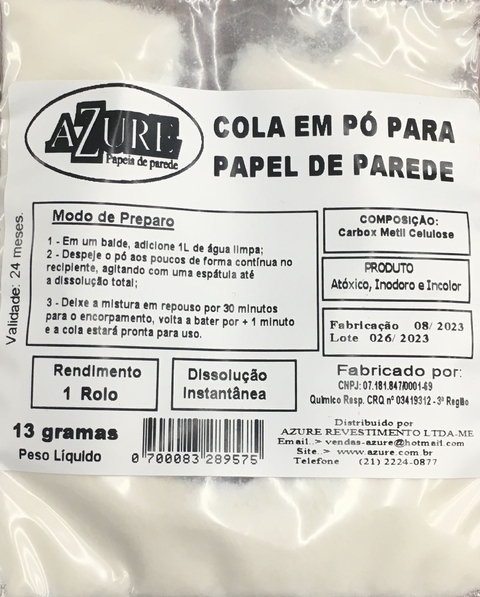 AZURE
Papeis de parede
COLA EM PÓ PARA
PAPEL DE PAREDE
Validade: 24 meses.
Modo de Preparo
1 - Em um balde, adicione 1L de água limpa;
2 - Despeje o pó aos poucos de forma contínua no
recipiente, agitando com uma espátula até
a dissolução total;
3 - Deixe a mistura em repouso por 30 minutos
para o encorpamento, volta a bater por + 1 minuto
e a cola estará pronta para uso.
COMPOSIÇÃO:
Carbox Metil Celulose
PRODUTO
Atóxico, Inodoro e Incolor
Fabricação 08/2023
Lote 026/2023
Rendimento
1 Rolo
Dissolução
Instantânea
Fabricado por:
CNPJ: 07.181.847/0001-69
Químico Resp. CRQ nº 03419312 - 3ª Região
13 gramas
Peso Líquido
0 700083 289575
Distribuido por
AZURE REVESTIMENTO LTDA-ME
Email..> vendas-azure@hotmail.com
Site..> www.azure.com.br
Telefone (21) 2224-0877